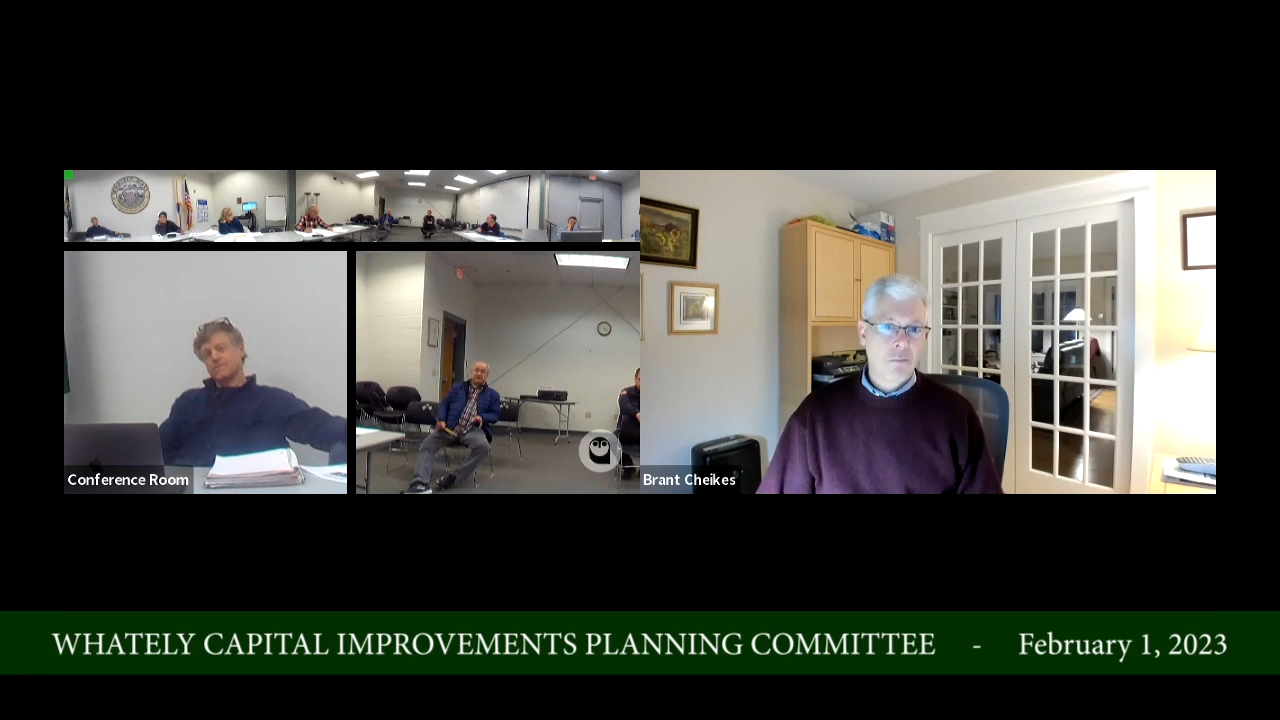 Conference Room
Brant Cheikes
WHATELY CAPITAL IMPROVEMENTS PLANNING COMMITTEE - February 1, 2023